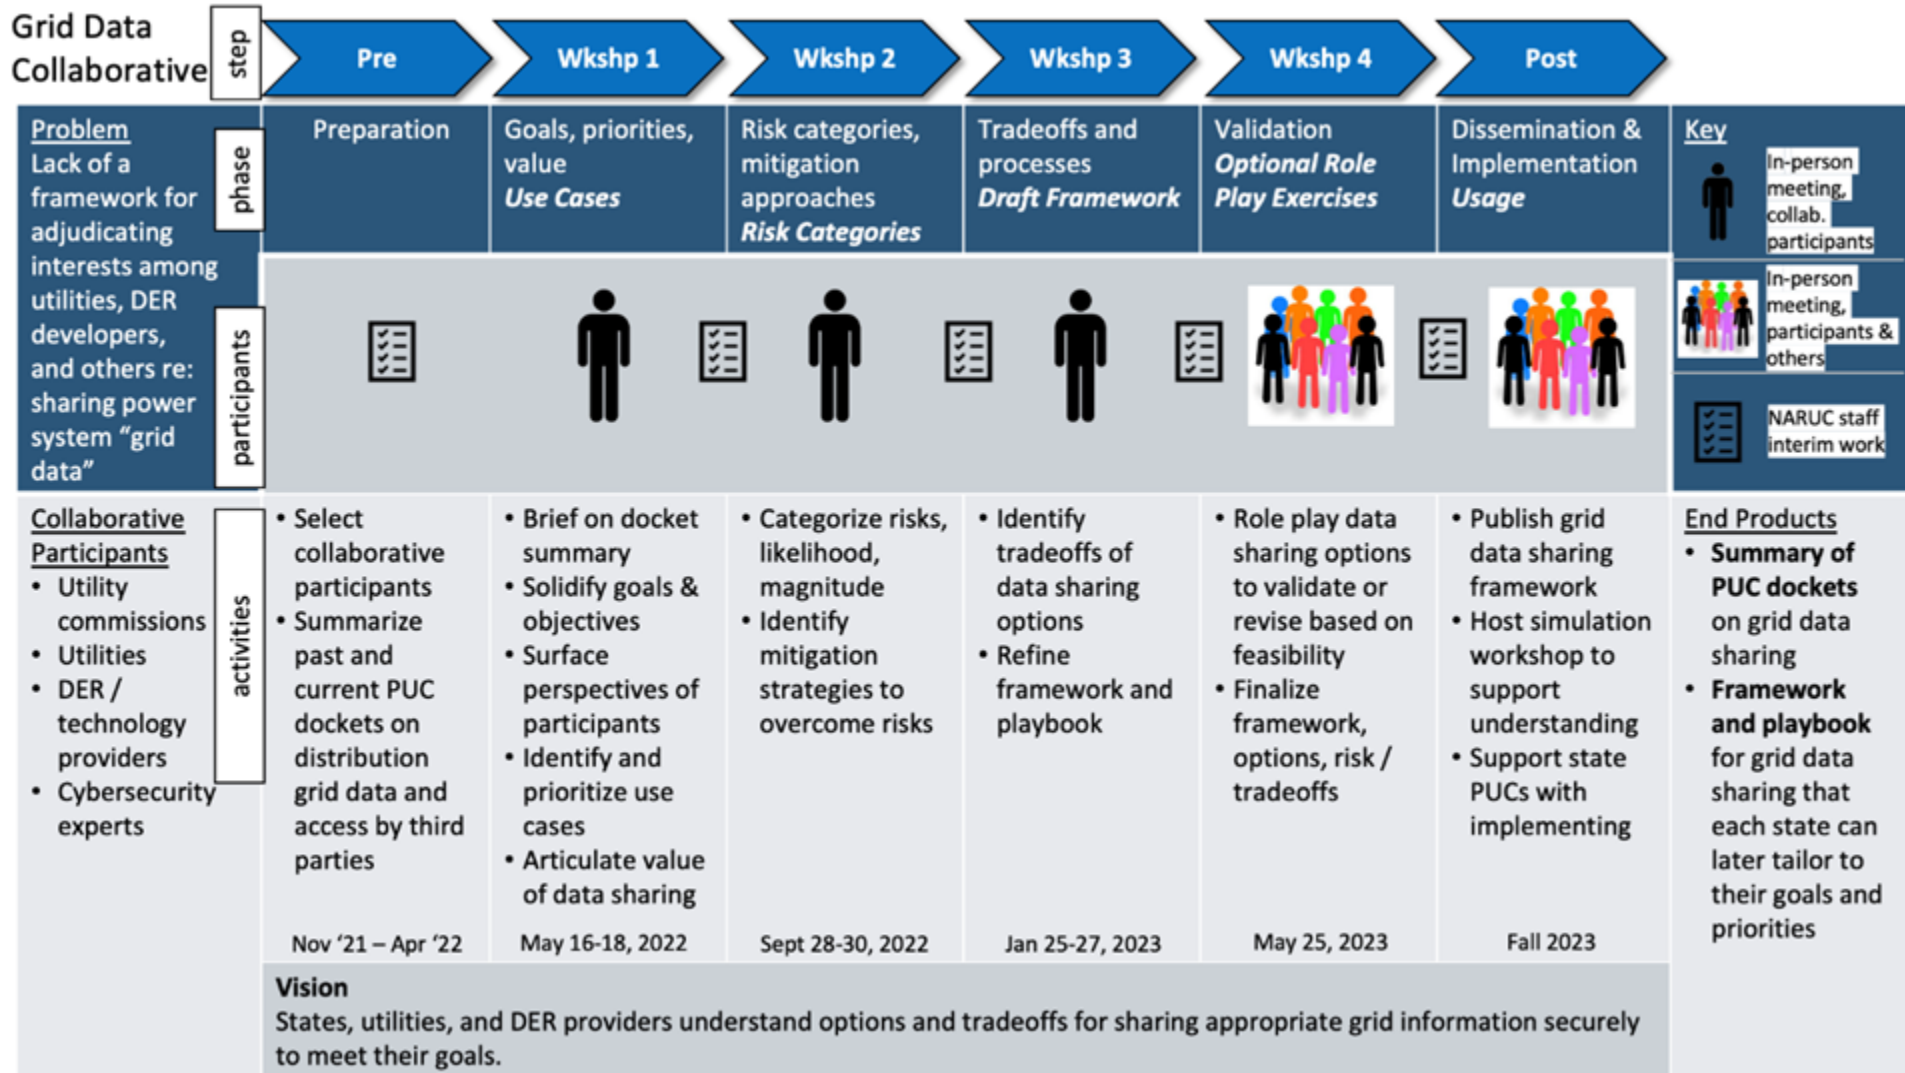 Grid Data
Collaborative
step
Pre
Wkshp 1
Wkshp 2
Wkshp 3
Wkshp 4
Post
Problem
Lack of a
framework for
adjudicating
interests among
utilities, DER
developers,
and others re:
sharing power
system “grid
data”
phase
Preparation
Goals, priorities,
value
Use Cases
Risk categories,
mitigation
approaches
Risk Categories
Tradeoffs and
processes
Draft Framework
Validation
Optional Role
Play Exercises
Dissemination &
Implementation
Usage
Key
In-person
meeting,
collab.
participants
In-person
meeting,
participants &
others
NARUC staff
interim work
participants
Collaborative
Participants
• Utility
commissions
• Utilities
• DER /
technology
providers
• Cybersecurity
experts
activities
• Select
collaborative
participants
• Summarize
past and
current PUC
dockets on
distribution
grid data and
access by third
parties
Nov ‘21 – Apr ‘22
• Brief on docket
summary
• Solidify goals &
objectives
• Surface
perspectives of
participants
• Identify and
prioritize use
cases
• Articulate value
of data sharing
May 16-18, 2022
• Categorize risks,
likelihood,
magnitude
• Identify
mitigation
strategies to
overcome risks
Sept 28-30, 2022
• Identify
tradeoffs of
data sharing
options
• Refine
framework and
playbook
Jan 25-27, 2023
• Role play data
sharing options
to validate or
revise based on
feasibility
• Finalize
framework,
options, risk /
tradeoffs
May 25, 2023
• Publish grid
data sharing
framework
• Host simulation
workshop to
support
understanding
• Support state
PUCs with
implementing
Fall 2023
End Products
• Summary of
PUC dockets
on grid data
sharing
• Framework
and playbook
for grid data
sharing that
each state can
later tailor to
their goals and
priorities
Vision
States, utilities, and DER providers understand options and tradeoffs for sharing appropriate grid information securely
to meet their goals.